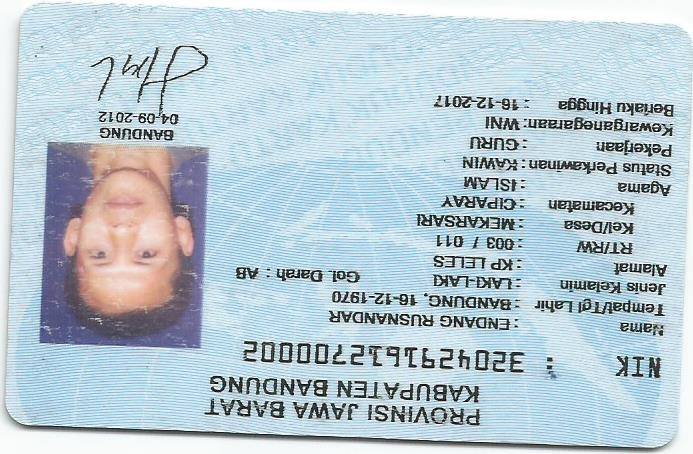 PROVINSI JAWA BARAT
KABUPATEN BANDUNG
NIK : 3204291612700002
Nama : ENDANG RUSNANDAR
Tempat/Tgl Lahir : BANDUNG, 16-12-1970
Jenis Kelamin : LAKI-LAKI Gol. Darah : AB
Alamat : KP LELES
RT/RW : 003 / 011
Kel/Desa : MEKARSARI
Kecamatan : CIPARAY
Agama : ISLAM
Status Perkawinan: KAWIN
Pekerjaan : GURU
Kewarganegaraan: WNI
Berlaku Hingga : 16-12-2017
BANDUNG
04-09-2012